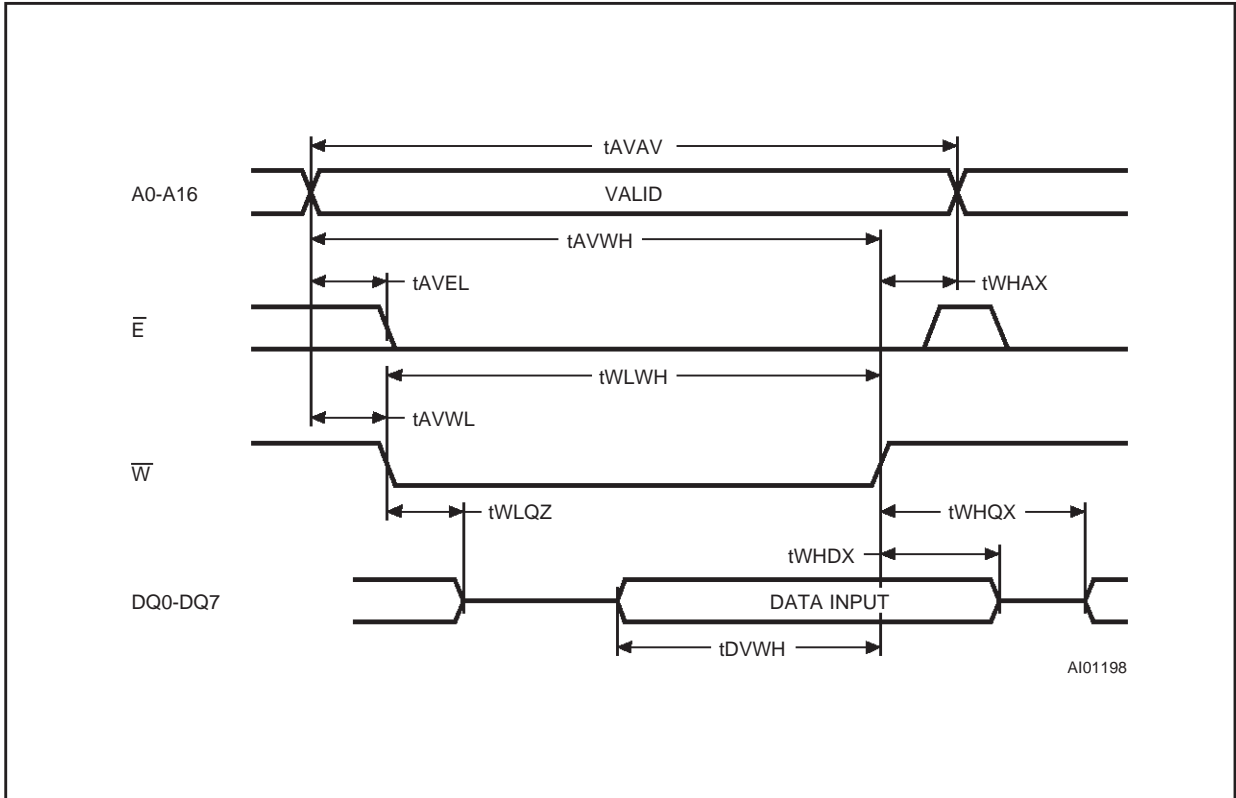 tAVAV
A0-A16
VALID
tAVWH
tAVEL
tWHAX
E̅
tWLWH
tAVWL
W̅
tWLQZ
tWHQX
tWHDX
DQ0-DQ7
DATA INPUT
tDVWH
AI01198